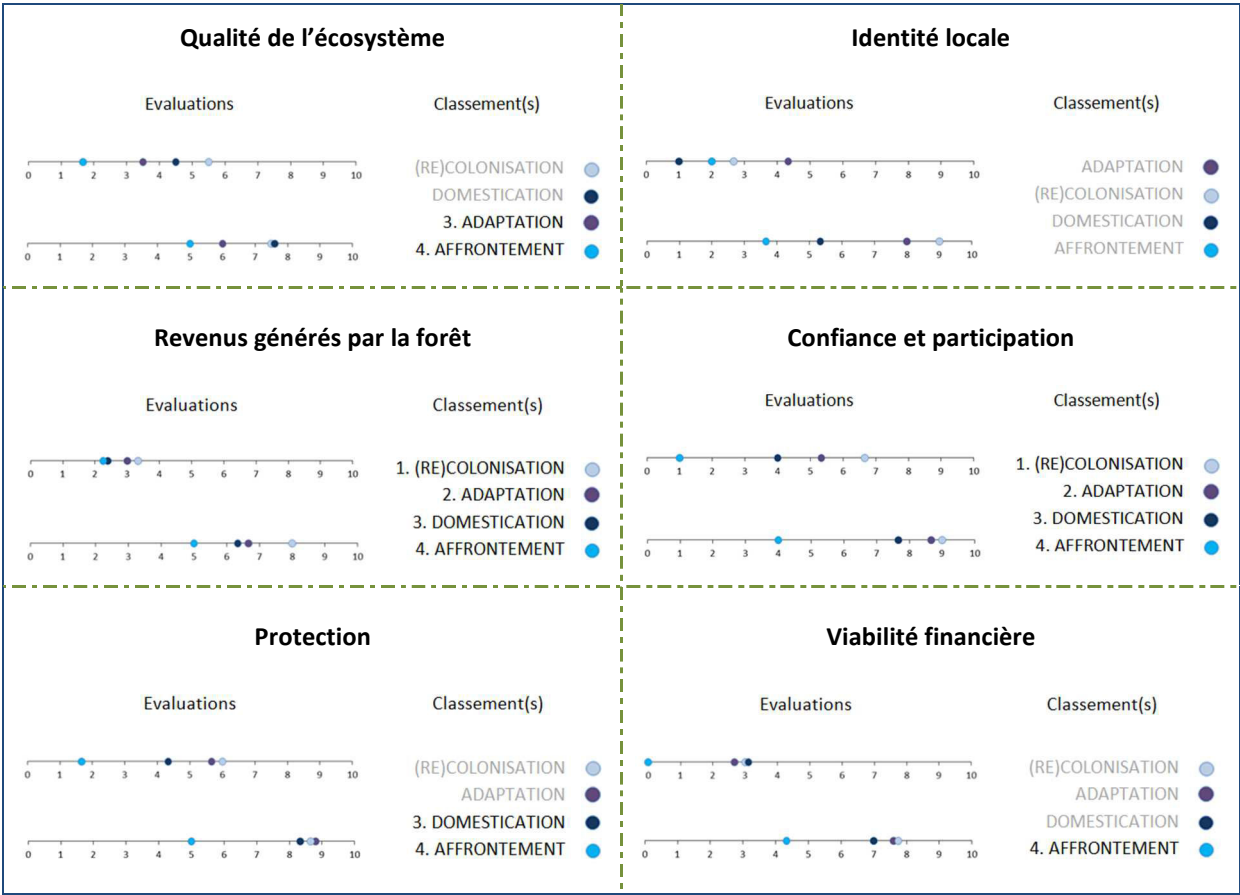 Qualité de l'écosystème
Evaluations Classement(s)
0 1 2 3 4 5 6 7 8 9 10
(RE)COLONISATION
DOMESTICATION
3. ADAPTATION
0 1 2 3 4 5 6 7 8 9 10
4. AFFRONTEMENT
Identité locale
Evaluations Classement(s)
0 1 2 3 4 5 6 7 8 9 10
ADAPTATION
(RE)COLONISATION
DOMESTICATION
0 1 2 3 4 5 6 7 8 9 10
AFFRONTEMENT
Revenus générés par la forêt
Evaluations Classement(s)
0 1 2 3 4 5 6 7 8 9 10
1. (RE)COLONISATION
2. ADAPTATION
3. DOMESTICATION
0 1 2 3 4 5 6 7 8 9 10
4. AFFRONTEMENT
Confiance et participation
Evaluations Classement(s)
0 1 2 3 4 5 6 7 8 9 10
1. (RE)COLONISATION
2. ADAPTATION
3. DOMESTICATION
0 1 2 3 4 5 6 7 8 9 10
4. AFFRONTEMENT
Protection
Evaluations Classement(s)
0 1 2 3 4 5 6 7 8 9 10
(RE)COLONISATION
ADAPTATION
3. DOMESTICATION
0 1 2 3 4 5 6 7 8 9 10
4. AFFRONTEMENT
Viabilité financière
Evaluations Classement(s)
0 1 2 3 4 5 6 7 8 9 10
(RE)COLONISATION
ADAPTATION
DOMESTICATION
0 1 2 3 4 5 6 7 8 9 10
4. AFFRONTEMENT